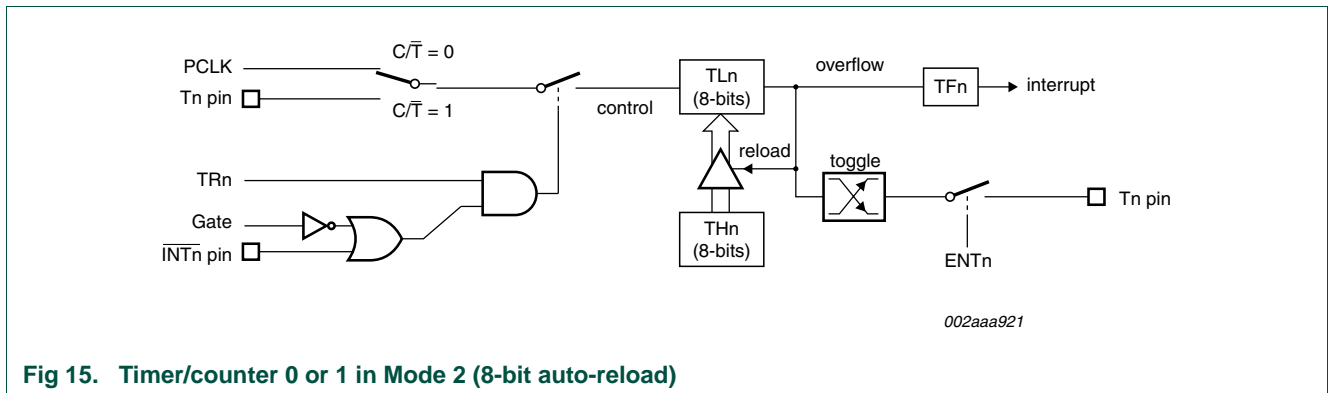 C/T̅ = 0
PCLK
Tn pin
C/T̅ = 1
control
TLn
(8-bits)
overflow
TFn
interrupt
reload
toggle
TRn
Gate
I̅N̅T̅n̅ pin
THn
(8-bits)
Tn pin
ENTn
002aaa921
Fig 15. Timer/counter 0 or 1 in Mode 2 (8-bit auto-reload)